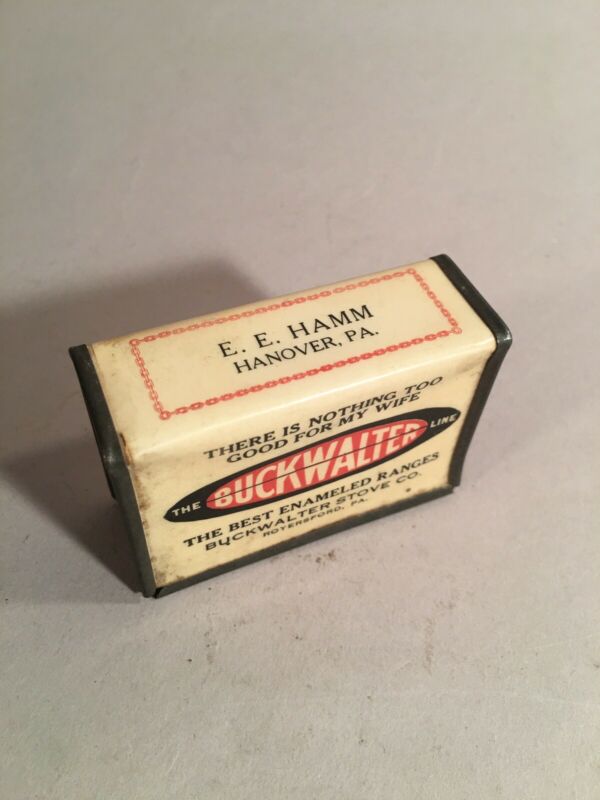 E. E. HAMM
HANOVER, PA.
THERE IS NOTHING TOO
GOOD FOR MY WIFE
THE BUCKWALTER LINE
THE BEST ENAMELED RANGES
BUCKWALTER STOVE CO.
ROYERSFORD, PA.